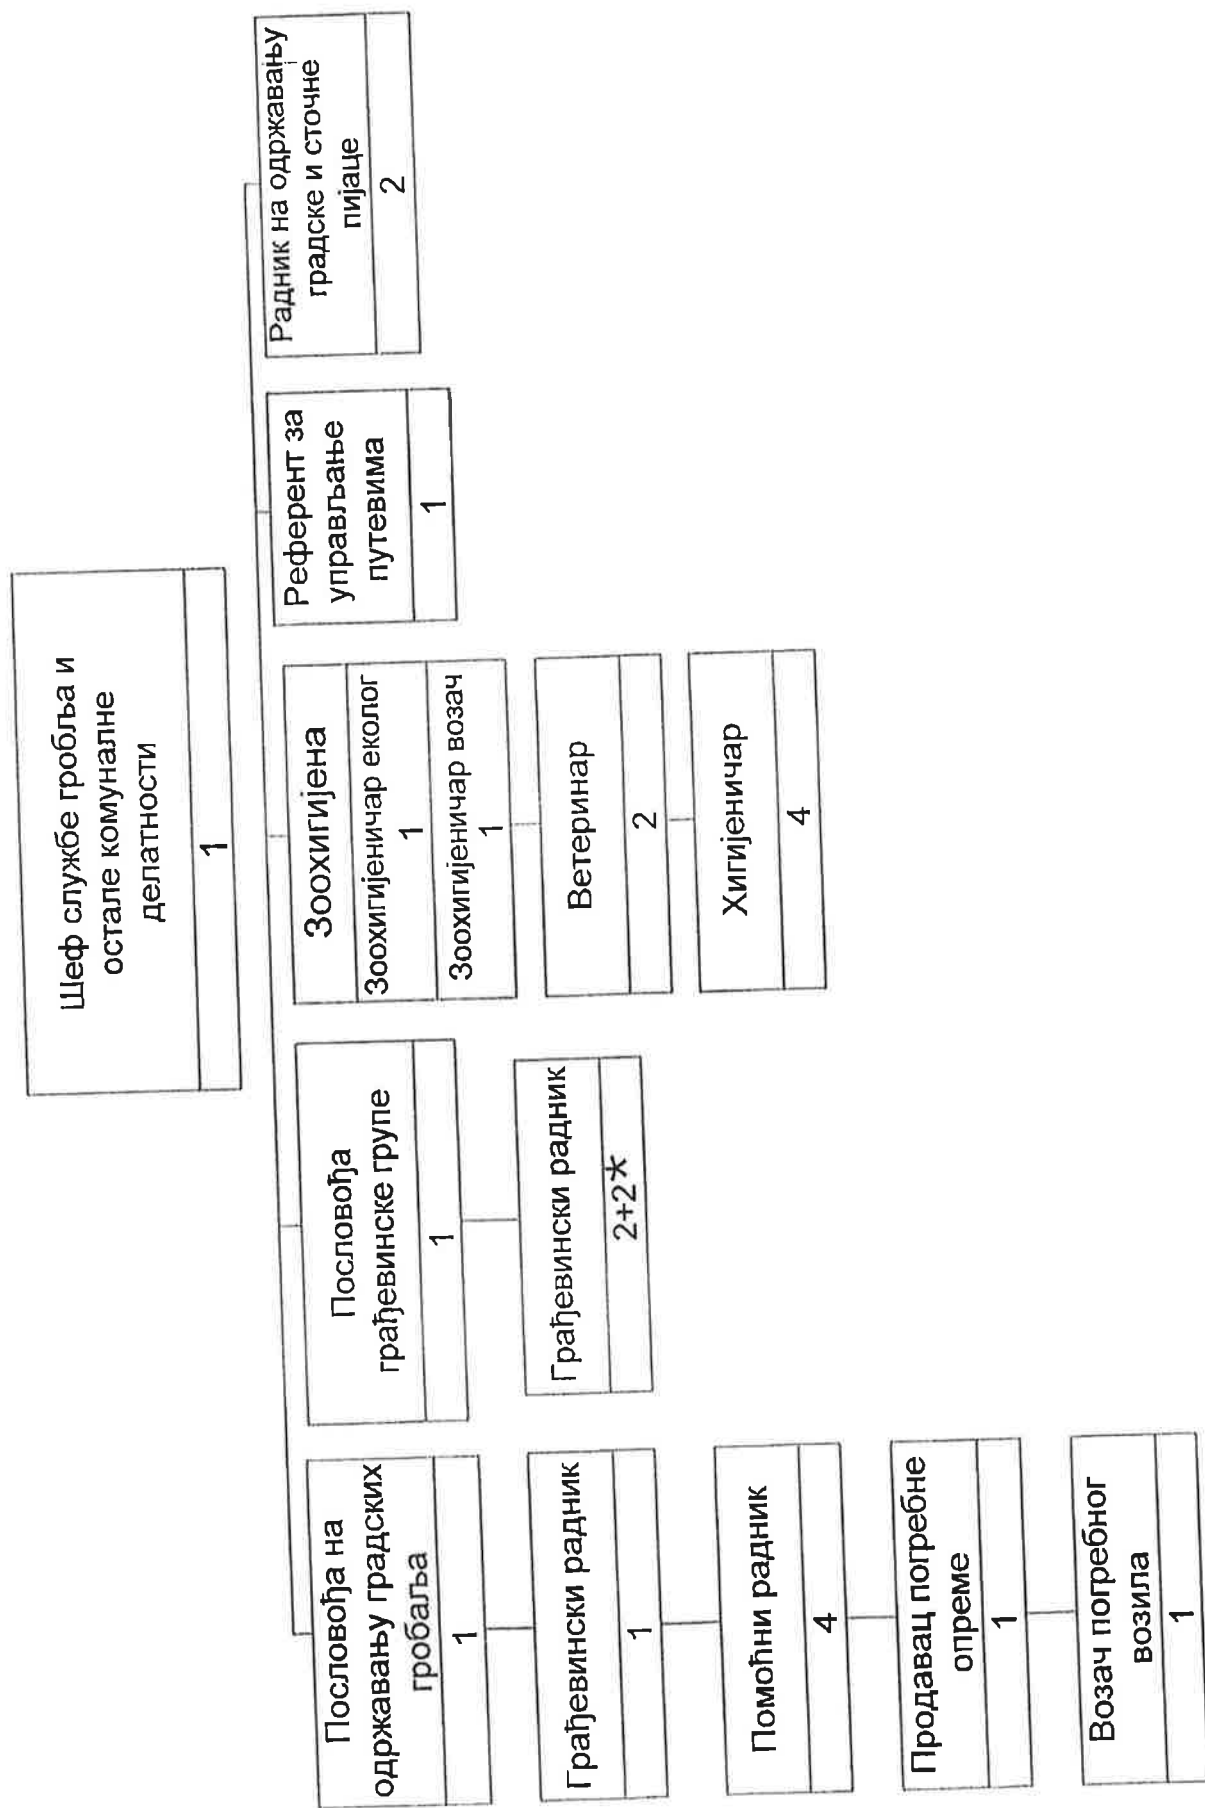 Шеф службе гробља и
остале комуналне
делатности
1
Пословођа на
одржавању градских
гробаља
1
Грађевински радник
1
Помоћни радник
4
Продавац погребне
опреме
1
Возач погребног
возила
1
Пословођа
грађевинске групе
1
Грађевински радник
2+2*
Зоохигијена
Зоохигијеничар еколог
1
Зоохигијеничар возач
1
Ветеринар
2
Хигијеничар
4
Референт за
управљање
путевима
1
Радник на одржавању
градске и сточне
пијаце
2